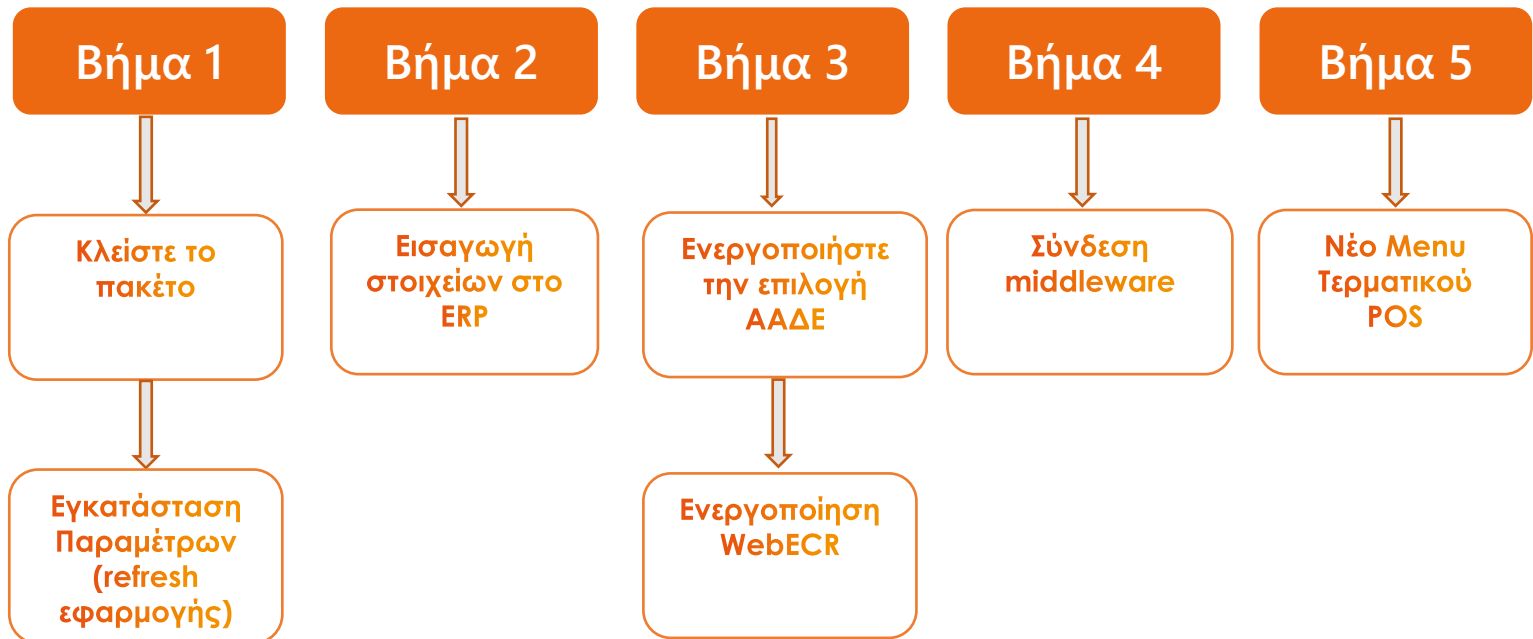 Βήμα 1
Βήμα 2
Βήμα 3
Βήμα 4
Βήμα 5
Κλείστε το
πακέτο
Εισαγωγή
στοιχείων στο
ERP
Ενεργοποιήστε
την επιλογή
ΑΑΔΕ
Σύνδεση
middleware
Νέο Menu
Τερματικού
POS
Εγκατάσταση
Παραμέτρων
(refresh
εφαρμογής)
Ενεργοποίηση
WebECR